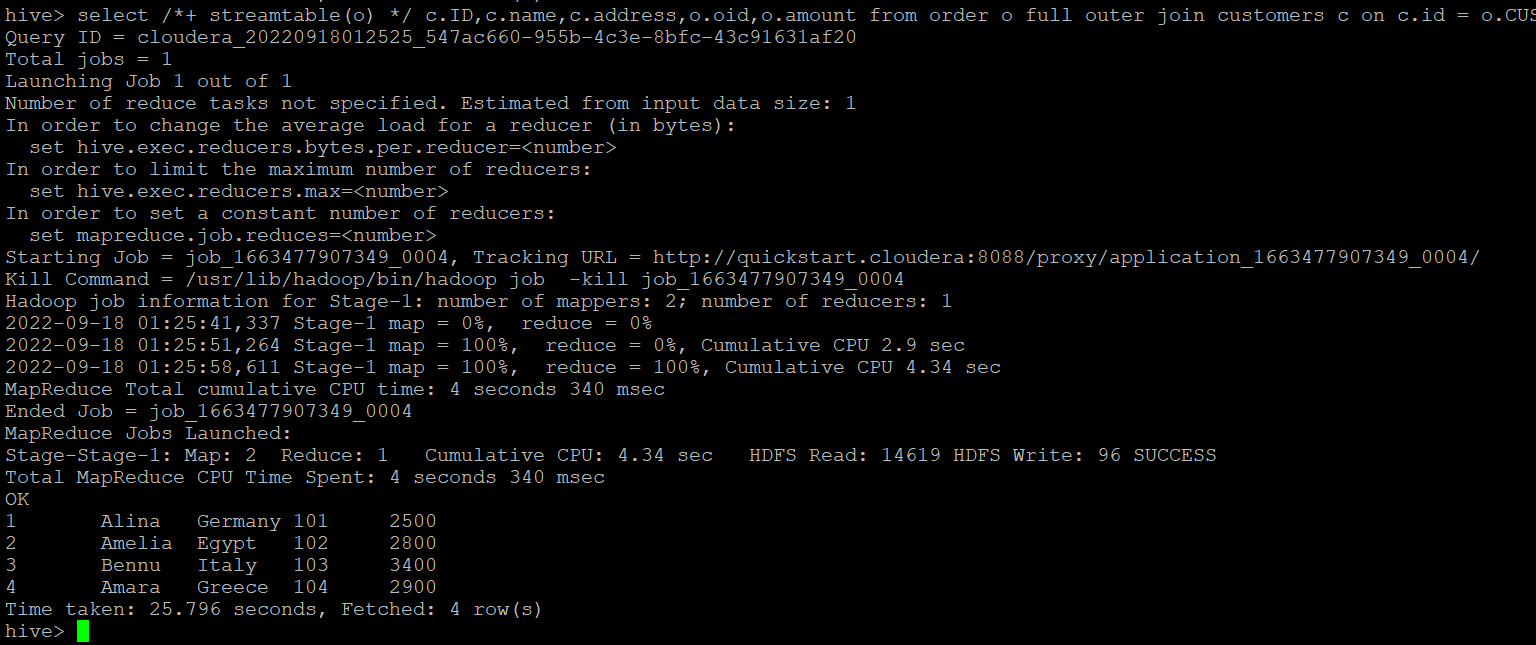 hive> select /*+ streamtable(o) */ c.ID,c.name,c.address,o.oid,o.amount from order o full outer join customers c on c.id = o.CUS
Query ID = cloudera_20220918012525_547ac660-955b-4c3e-8bfc-43c91631af20
Total jobs = 1
Launching Job 1 out of 1
Number of reduce tasks not specified. Estimated from input data size: 1
In order to change the average load for a reducer (in bytes):
  set hive.exec.reducers.bytes.per.reducer=<number>
In order to limit the maximum number of reducers:
  set hive.exec.reducers.max=<number>
In order to set a constant number of reducers:
  set mapreduce.job.reduces=<number>
Starting Job = job_1663477907349_0004, Tracking URL = http://quickstart.cloudera:8088/proxy/application_1663477907349_0004/
Kill Command = /usr/lib/hadoop/bin/hadoop job  -kill job_1663477907349_0004
Hadoop job information for Stage-1: number of mappers: 2; number of reducers: 1
2022-09-18 01:25:41,337 Stage-1 map = 0%,  reduce = 0%
2022-09-18 01:25:51,264 Stage-1 map = 100%,  reduce = 0%, Cumulative CPU 2.9 sec
2022-09-18 01:25:58,611 Stage-1 map = 100%,  reduce = 100%, Cumulative CPU 4.34 sec
MapReduce Total cumulative CPU time: 4 seconds 340 msec
Ended Job = job_1663477907349_0004
MapReduce Jobs Launched:
Stage-Stage-1: Map: 2  Reduce: 1   Cumulative CPU: 4.34 sec   HDFS Read: 14619 HDFS Write: 96 SUCCESS
Total MapReduce CPU Time Spent: 4 seconds 340 msec
OK
1       Alina   Germany 101     2500
2       Amelia  Egypt   102     2800
3       Bennu   Italy   103     3400
4       Amara   Greece  104     2900
Time taken: 25.796 seconds, Fetched: 4 row(s)
hive>